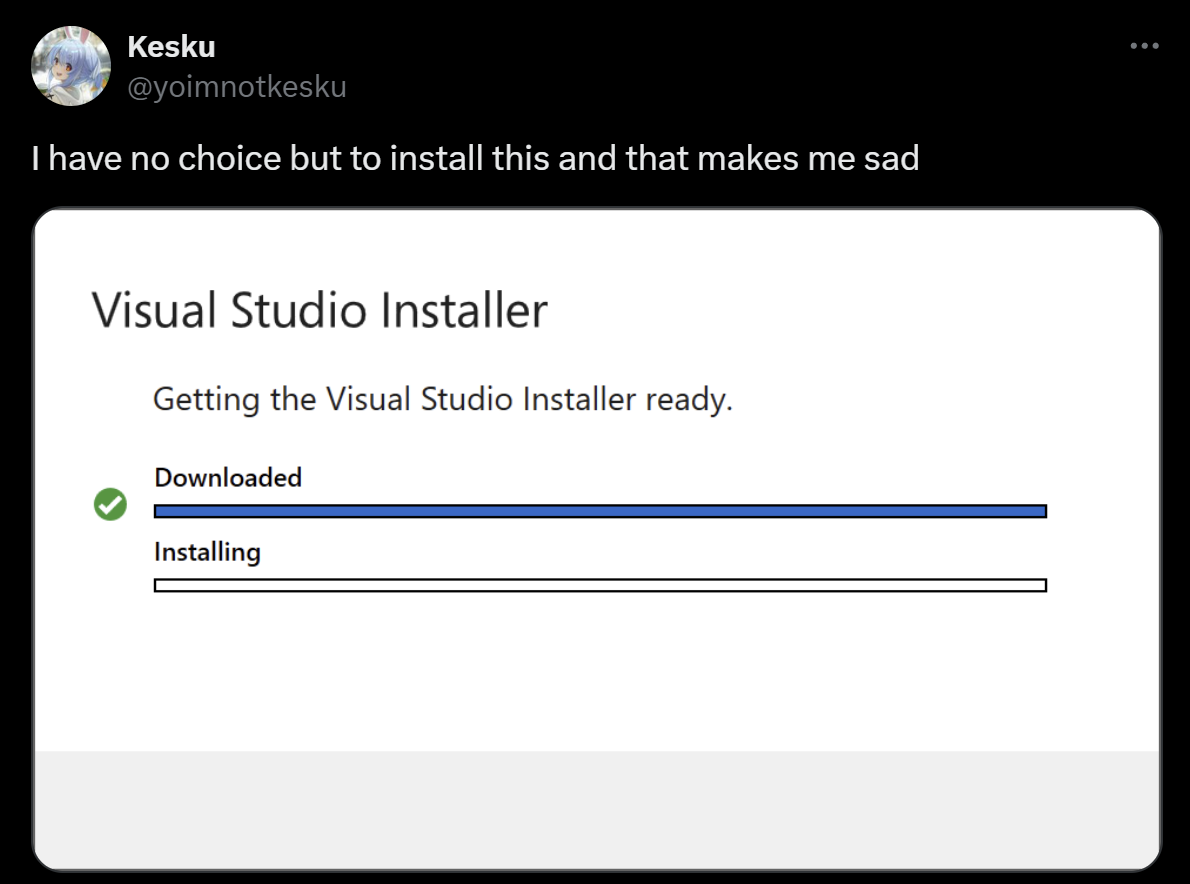 Kesku
@yoimnotkesku
I have no choice but to install this and that makes me sad
Visual Studio Installer
Getting the Visual Studio Installer ready.
Downloaded
Installing